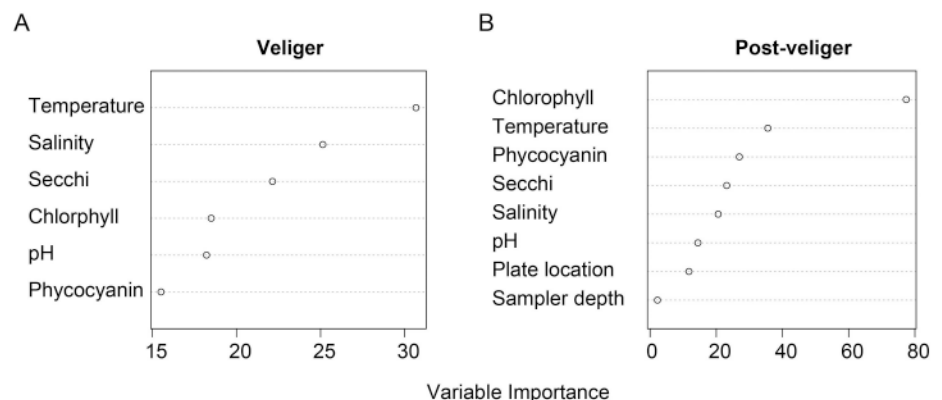 A
Veliger
Temperature
Salinity
Secchi
Chlorphyll
pH
Phycocyanin
15 20 25 30
B
Post-veliger
Chlorophyll
Temperature
Phycocyanin
Secchi
Salinity
pH
Plate location
Sampler depth
0 20 40 60 80
Variable Importance